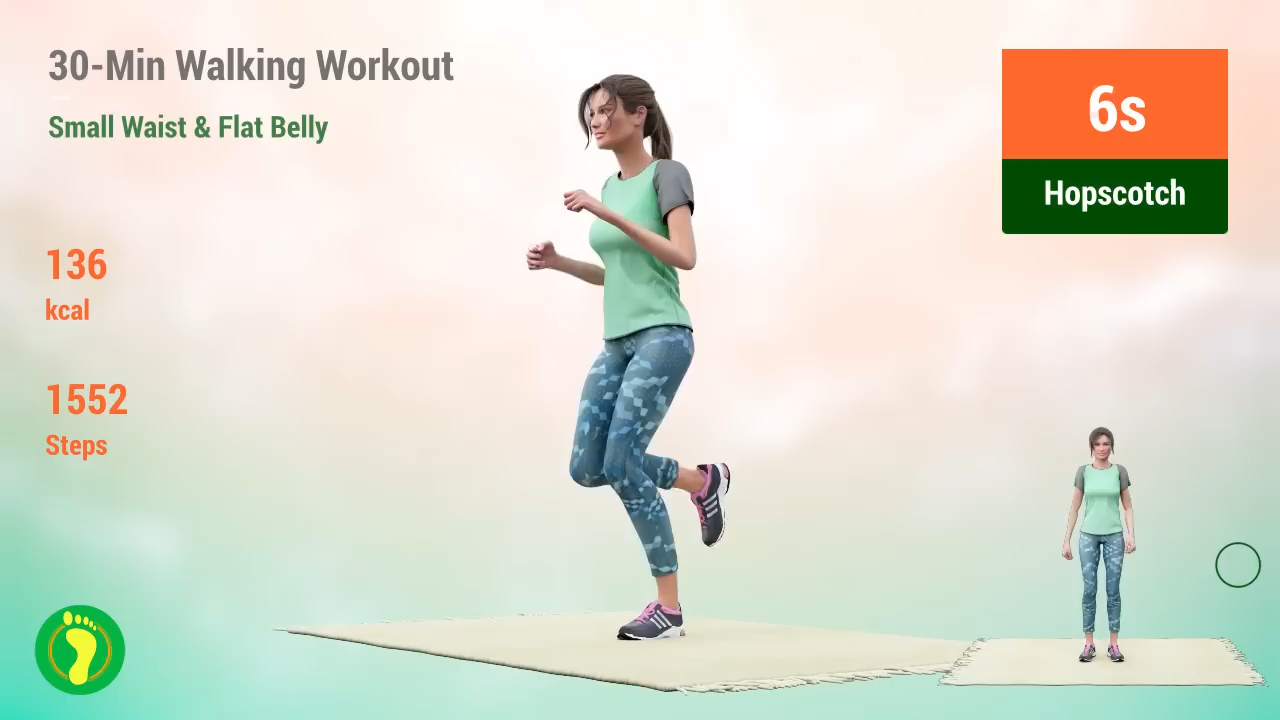 30-Min Walking Workout
Small Waist & Flat Belly
6s
Hopscotch
136
kcal
1552
Steps